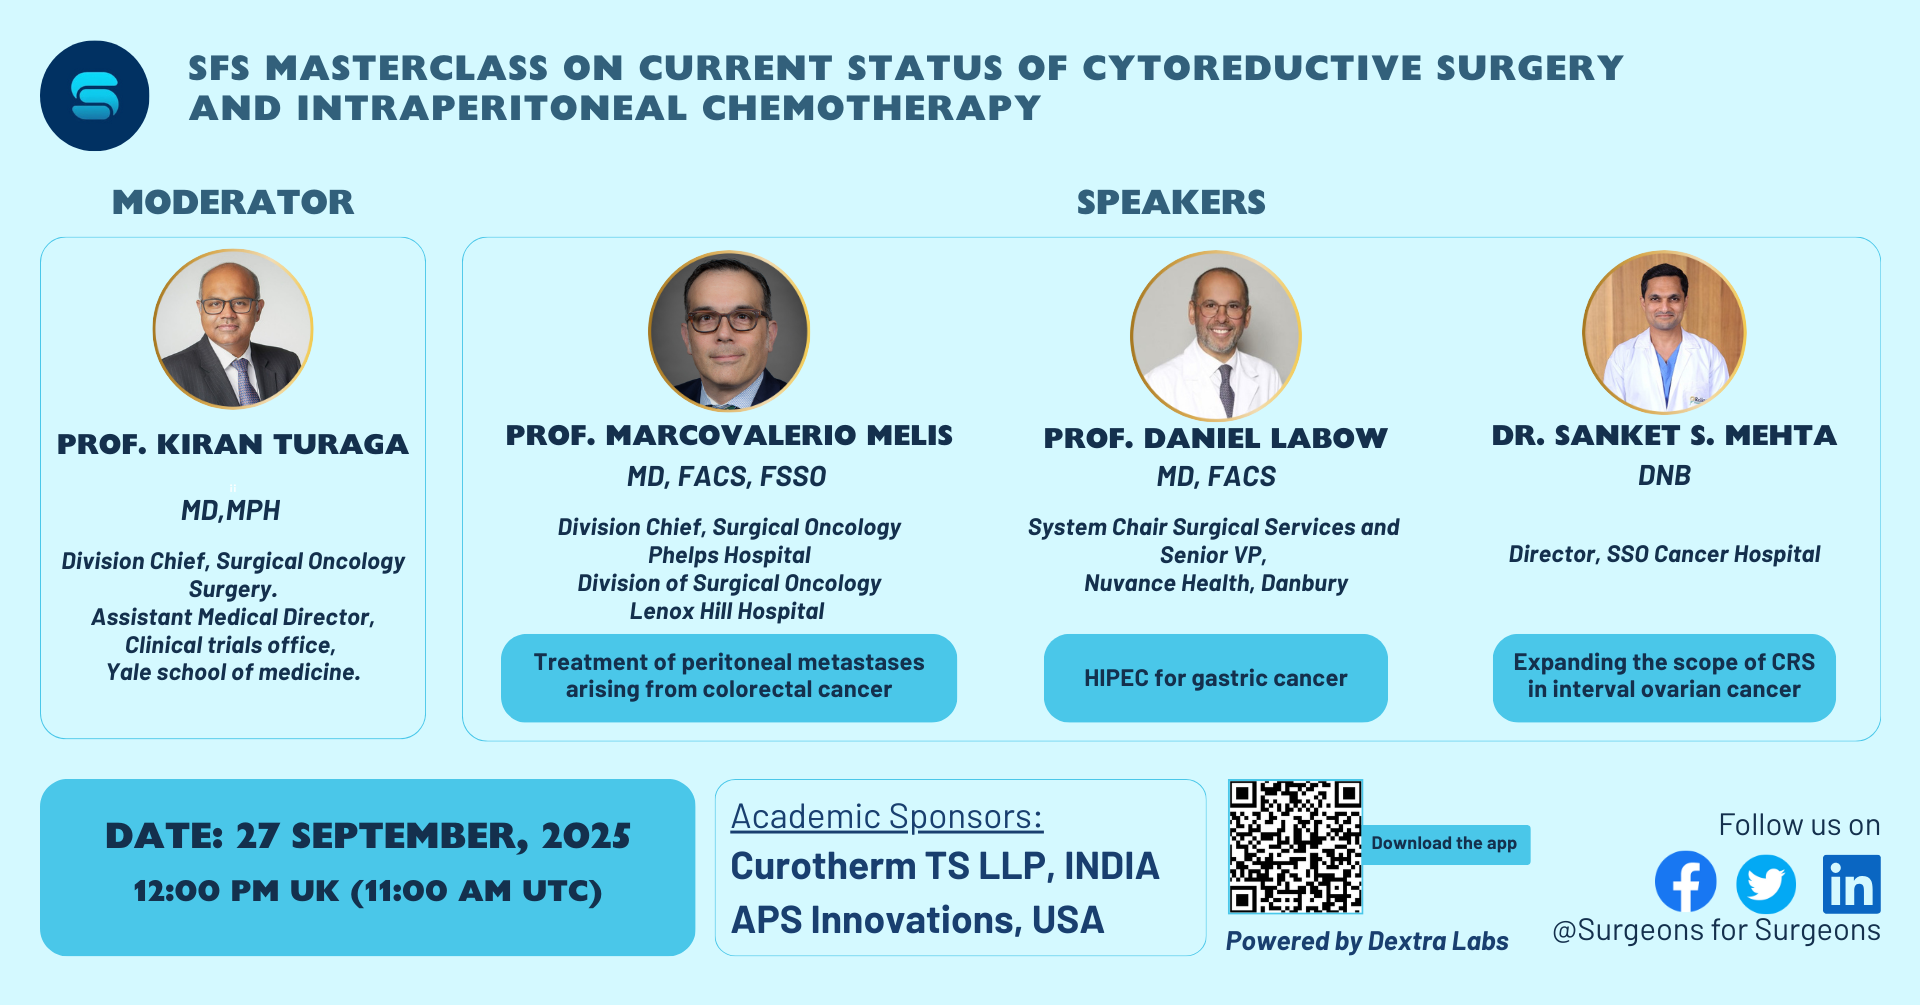 SFS MASTERCLASS ON CURRENT STATUS OF CYTOREDUCTIVE SURGERY
AND INTRAPERITONEAL CHEMOTHERAPY
MODERATOR
PROF. KIRAN TURAGA
MD,MPH
Division Chief, Surgical Oncology
Surgery.
Assistant Medical Director,
Clinical trials office,
Yale school of medicine.
SPEAKERS
PROF. MARCOVALERIO MELIS
MD, FACS, FSSO
Division Chief, Surgical Oncology
Phelps Hospital
Division of Surgical Oncology
Lenox Hill Hospital
Treatment of peritoneal metastases
arising from colorectal cancer
PROF. DANIEL LABOW
MD, FACS
System Chair Surgical Services and
Senior VP,
Nuvance Health, Danbury
HIPEC for gastric cancer
DR. SANKET S. MEHTA
DNB
Director, SSO Cancer Hospital
Expanding the scope of CRS
in interval ovarian cancer
DATE: 27 SEPTEMBER, 2025
12:00 PM UK (11:00 AM UTC)
Academic Sponsors:
Curotherm TS LLP, INDIA
APS Innovations, USA
Download the app
Powered by Dextra Labs
Follow us on
@Surgeons for Surgeons